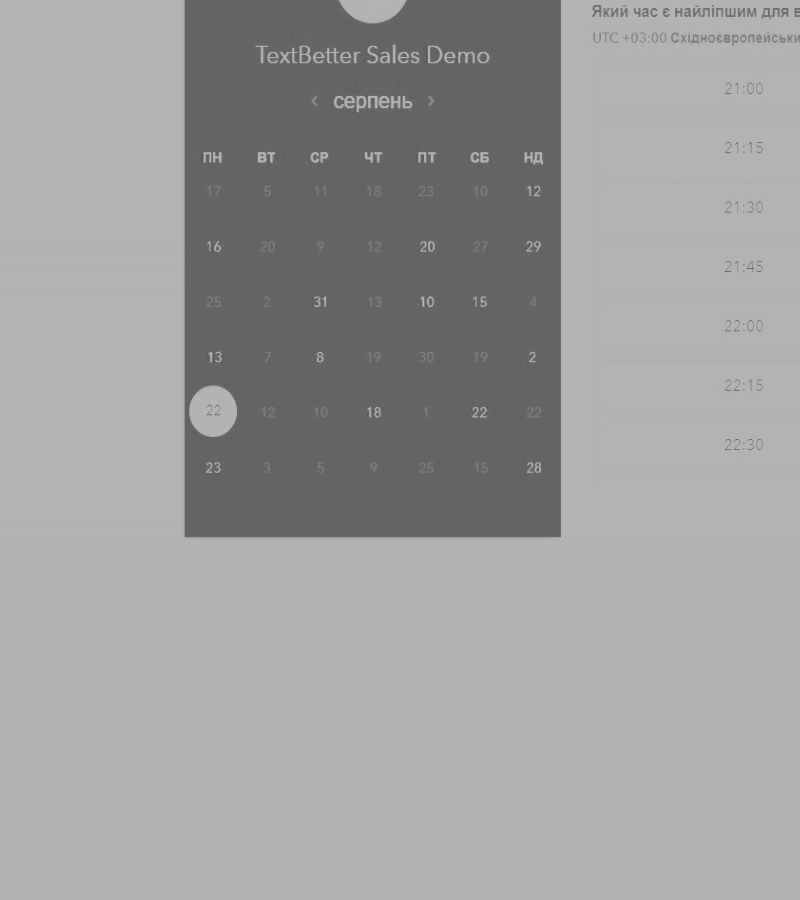 Який час є найліпшим для
UTC +03:00 Східноєвропейськи
TextBetter Sales Demo
серпень
ПН ВТ СР ЧТ ПТ СБ НД
17 5 11 18 23 10 12
16 20 9 12 20 27 29
25 2 31 13 10 15 4
13 7 8 19 30 19 2
22 12 10 18 1 22 22
23 3 5 9 25 15 28
21:00
21:15
21:30
21:45
22:00
22:15
22:30